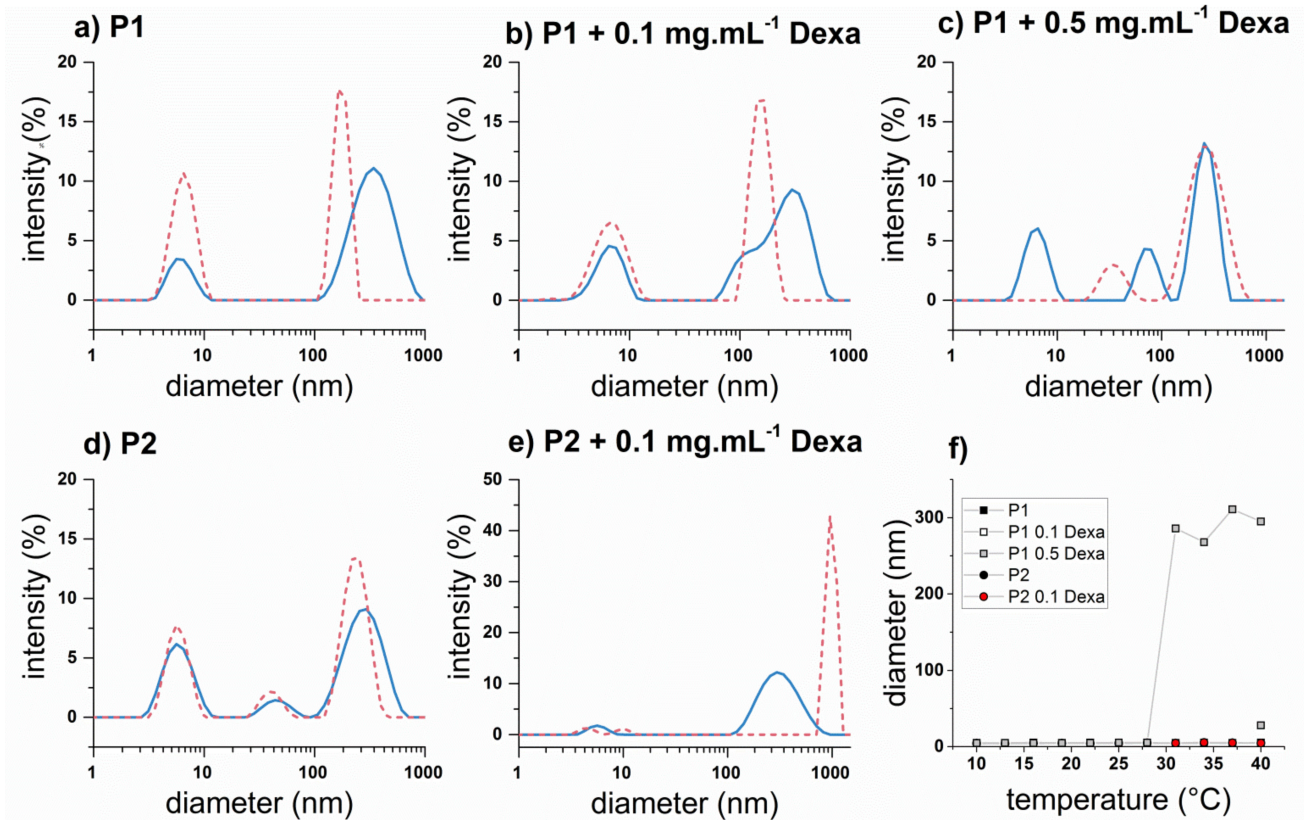 a) P1
intensity (%)
20
15
10
5
0
1
10
100
1000
diameter (nm)
b) P1 + 0.1 mg.mL⁻¹ Dexa
intensity (%)
20
15
10
5
0
1
10
100
1000
diameter (nm)
c) P1 + 0.5 mg.mL⁻¹ Dexa
intensity (%)
20
15
10
5
0
1
10
100
1000
diameter (nm)
d) P2
intensity (%)
20
15
10
5
0
1
10
100
1000
diameter (nm)
e) P2 + 0.1 mg.mL⁻¹ Dexa
intensity (%)
50
40
30
20
10
0
1
10
100
1000
diameter (nm)
f)
diameter (nm)
300
200
100
0
P1
P1 0.1 Dexa
P1 0.5 Dexa
P2
P2 0.1 Dexa
10
15
20
25
30
35
40
temperature (°C)